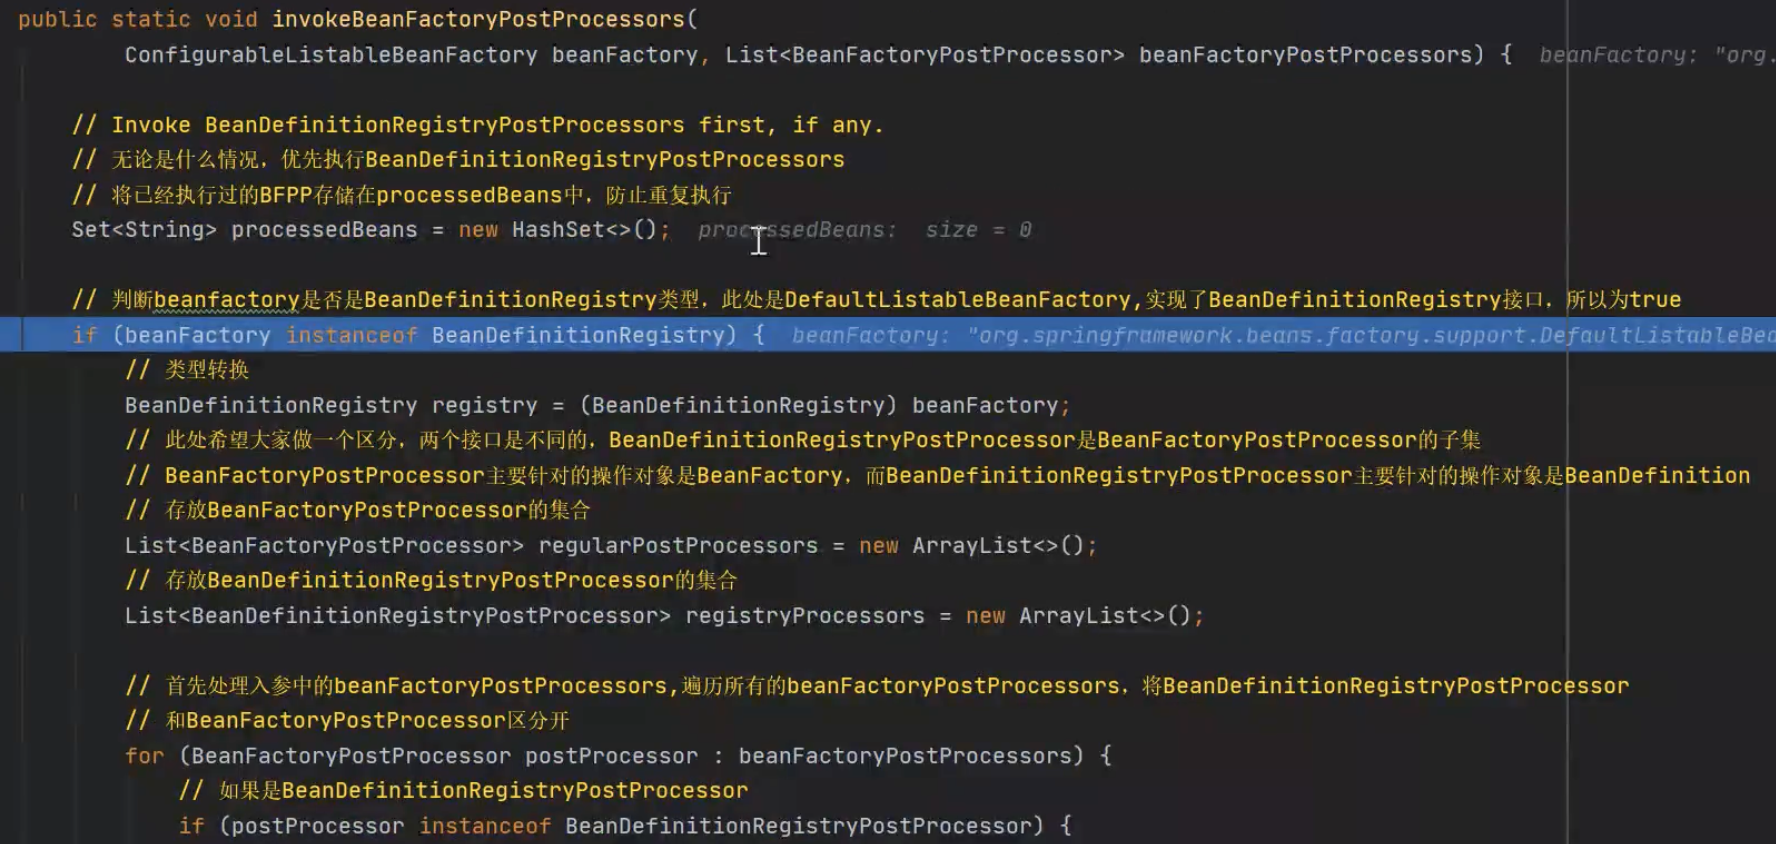 public static void invokeBeanFactoryPostProcessors(
ConfigurableListableBeanFactory beanFactory, List<BeanFactoryPostProcessor> beanFactoryPostProcessors) { beanFactory: "org.
// Invoke BeanDefinitionRegistryPostProcessors first, if any.
// 无论是什么情况，优先执行BeanDefinitionRegistryPostProcessors
// 将已经执行过的BFPP存储在processedBeans中，防止重复执行
Set<String> processedBeans = new HashSet<>(); processedBeans: size = 0
// 判断beanfactory是否是BeanDefinitionRegistry类型，此处是DefaultListableBeanFactory,实现了BeanDefinitionRegistry接口，所以为true
if (beanFactory instanceof BeanDefinitionRegistry) { beanFactory: "org.springframework.beans.factory.support.DefaultListableBea
// 类型转换
BeanDefinitionRegistry registry = (BeanDefinitionRegistry) beanFactory;
// 此处希望大家做一个区分，两个接口是不同的，BeanDefinitionRegistryPostProcessor是BeanFactoryPostProcessor的子集
// BeanFactoryPostProcessor主要针对的操作对象是BeanFactory，而BeanDefinitionRegistryPostProcessor主要针对的操作对象是BeanDefinition
// 存放BeanFactoryPostProcessor的集合
List<BeanFactoryPostProcessor> regularPostProcessors = new ArrayList<>();
// 存放BeanDefinitionRegistryPostProcessor的集合
List<BeanDefinitionRegistryPostProcessor> registryProcessors = new ArrayList<>();
// 首先处理入参中的beanFactoryPostProcessors,遍历所有的beanFactoryPostProcessors，将BeanDefinitionRegistryPostProcessor
// 和BeanFactoryPostProcessor区分开
for (BeanFactoryPostProcessor postProcessor : beanFactoryPostProcessors) {
// 如果是BeanDefinitionRegistryPostProcessor
if (postProcessor instanceof BeanDefinitionRegistryPostProcessor) {